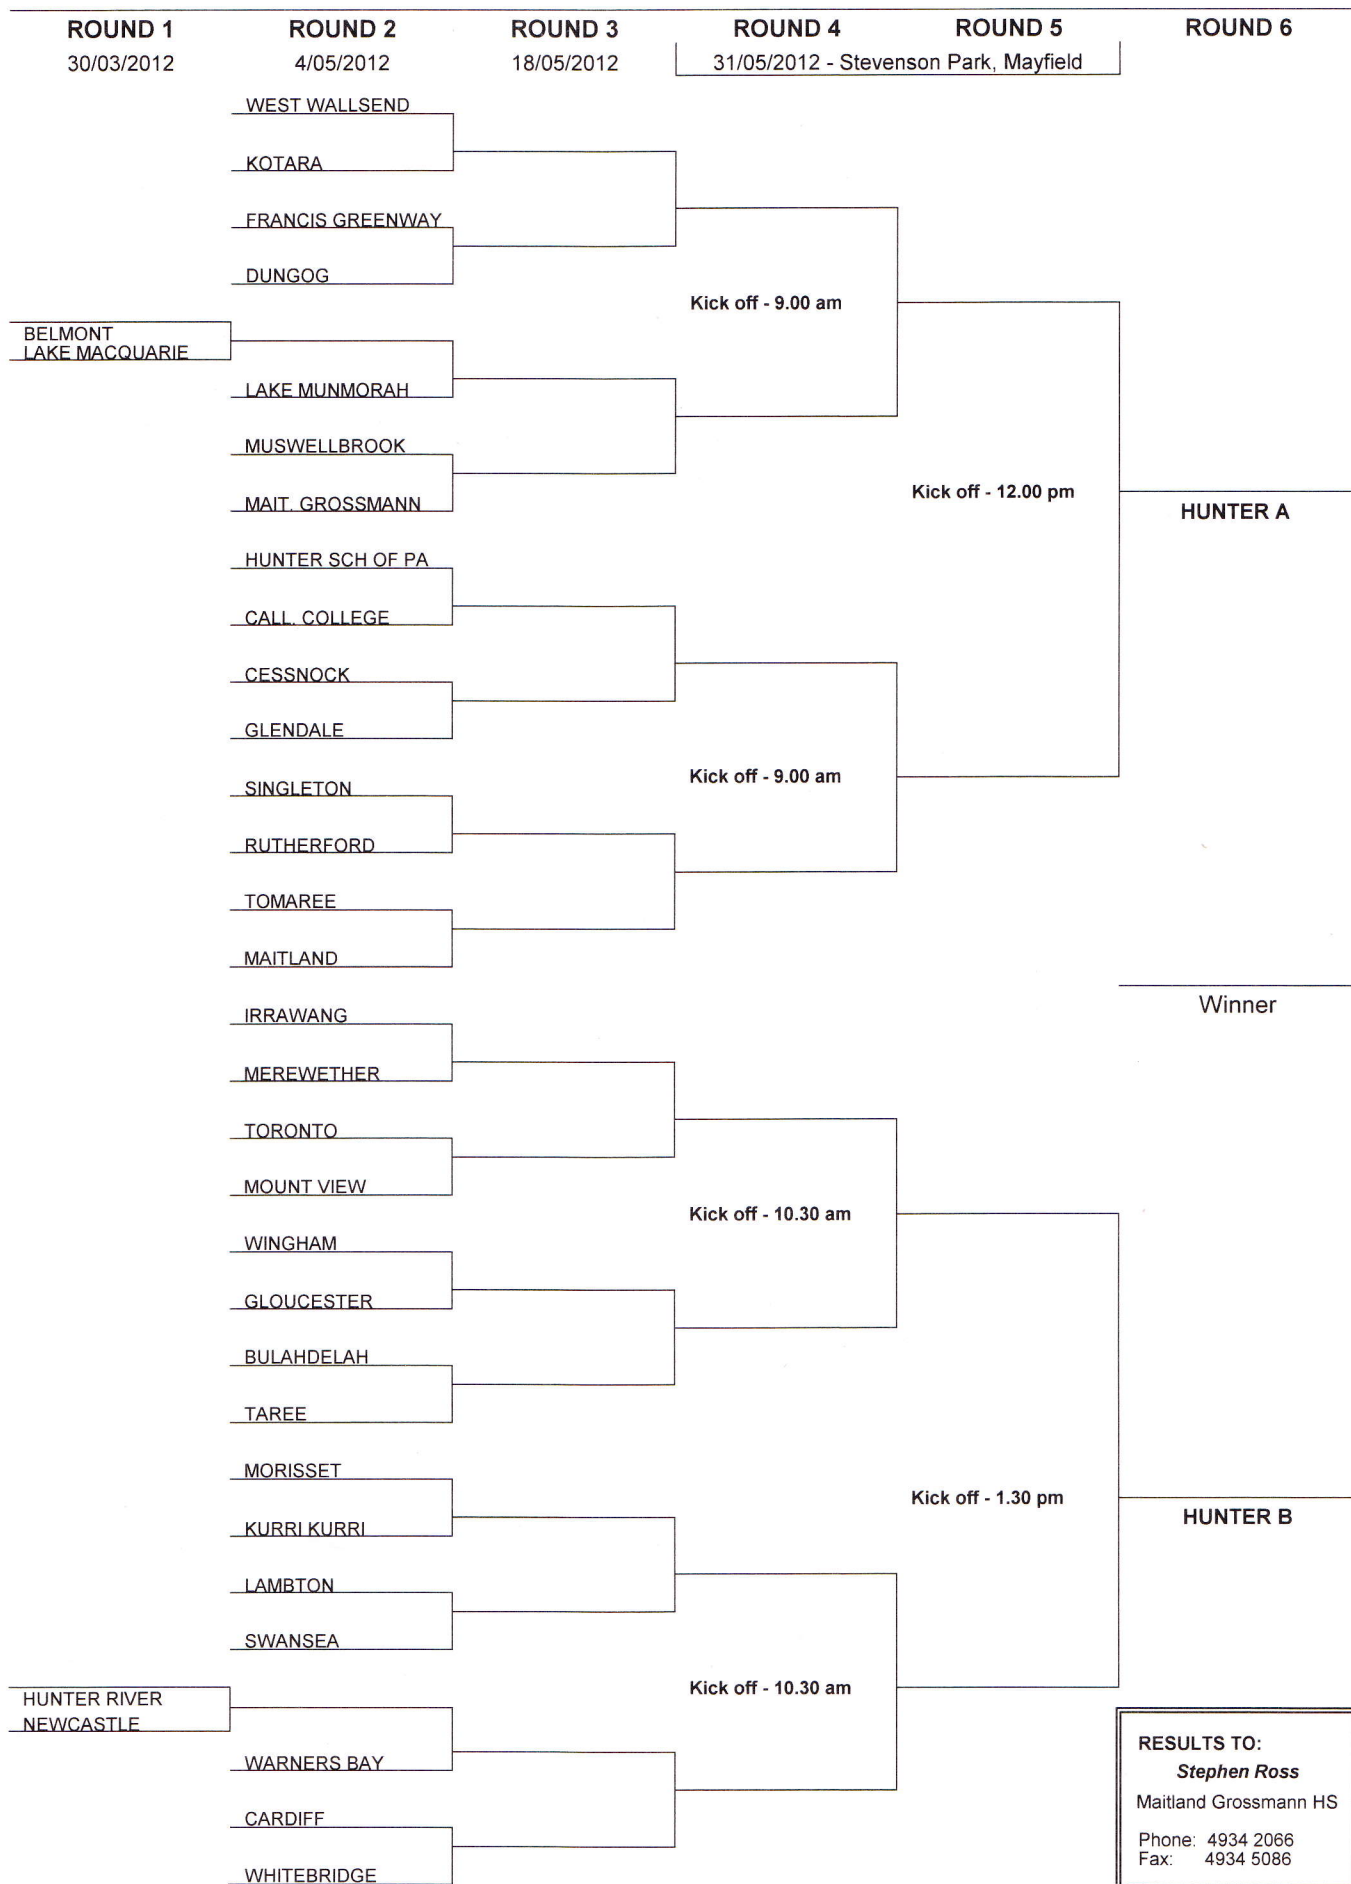 ROUND 1 ROUND 2 ROUND 3 ROUND 4 ROUND 5 ROUND 6
30/03/2012 4/05/2012 18/05/2012 31/05/2012 - Stevenson Park, Mayfield
WEST WALLSEND
KOTARA
FRANCIS GREENWAY
DUNGOG
Kick off - 9.00 am
BELMONT
LAKE MACQUARIE
LAKE MUNMORAH
MUSWELLBROOK
Kick off - 12.00 pm
MAIT. GROSSMANN
HUNTER A
HUNTER SCH OF PA
CALL. COLLEGE
CESSNOCK
GLENDALE
Kick off - 9.00 am
SINGLETON
RUTHERFORD
TOMAREE
MAITLAND
Winner
IRRAWANG
MEREWETHER
TORONTO
MOUNT VIEW
Kick off - 10.30 am
WINGHAM
GLOUCESTER
BULAHDELAH
TAREE
MORISSET
Kick off - 1.30 pm
HUNTER B
KURRI KURRI
LAMBTON
SWANSEA
Kick off - 10.30 am
HUNTER RIVER
NEWCASTLE
WARNERS BAY
CARDIFF
WHITEBRIDGE
RESULTS TO:
Stephen Ross
Maitland Grossmann HS
Phone: 4934 2066
Fax: 4934 5086